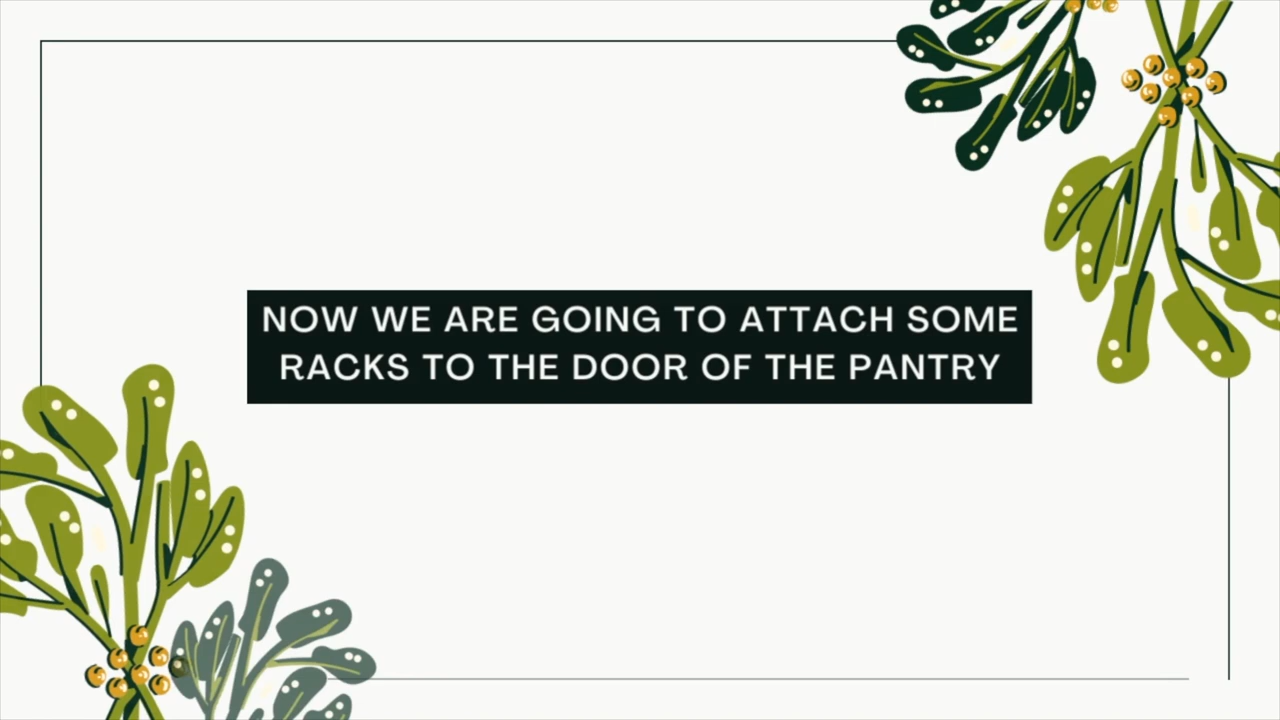 NOW WE ARE GOING TO ATTACH SOME
RACKS TO THE DOOR OF THE PANTRY